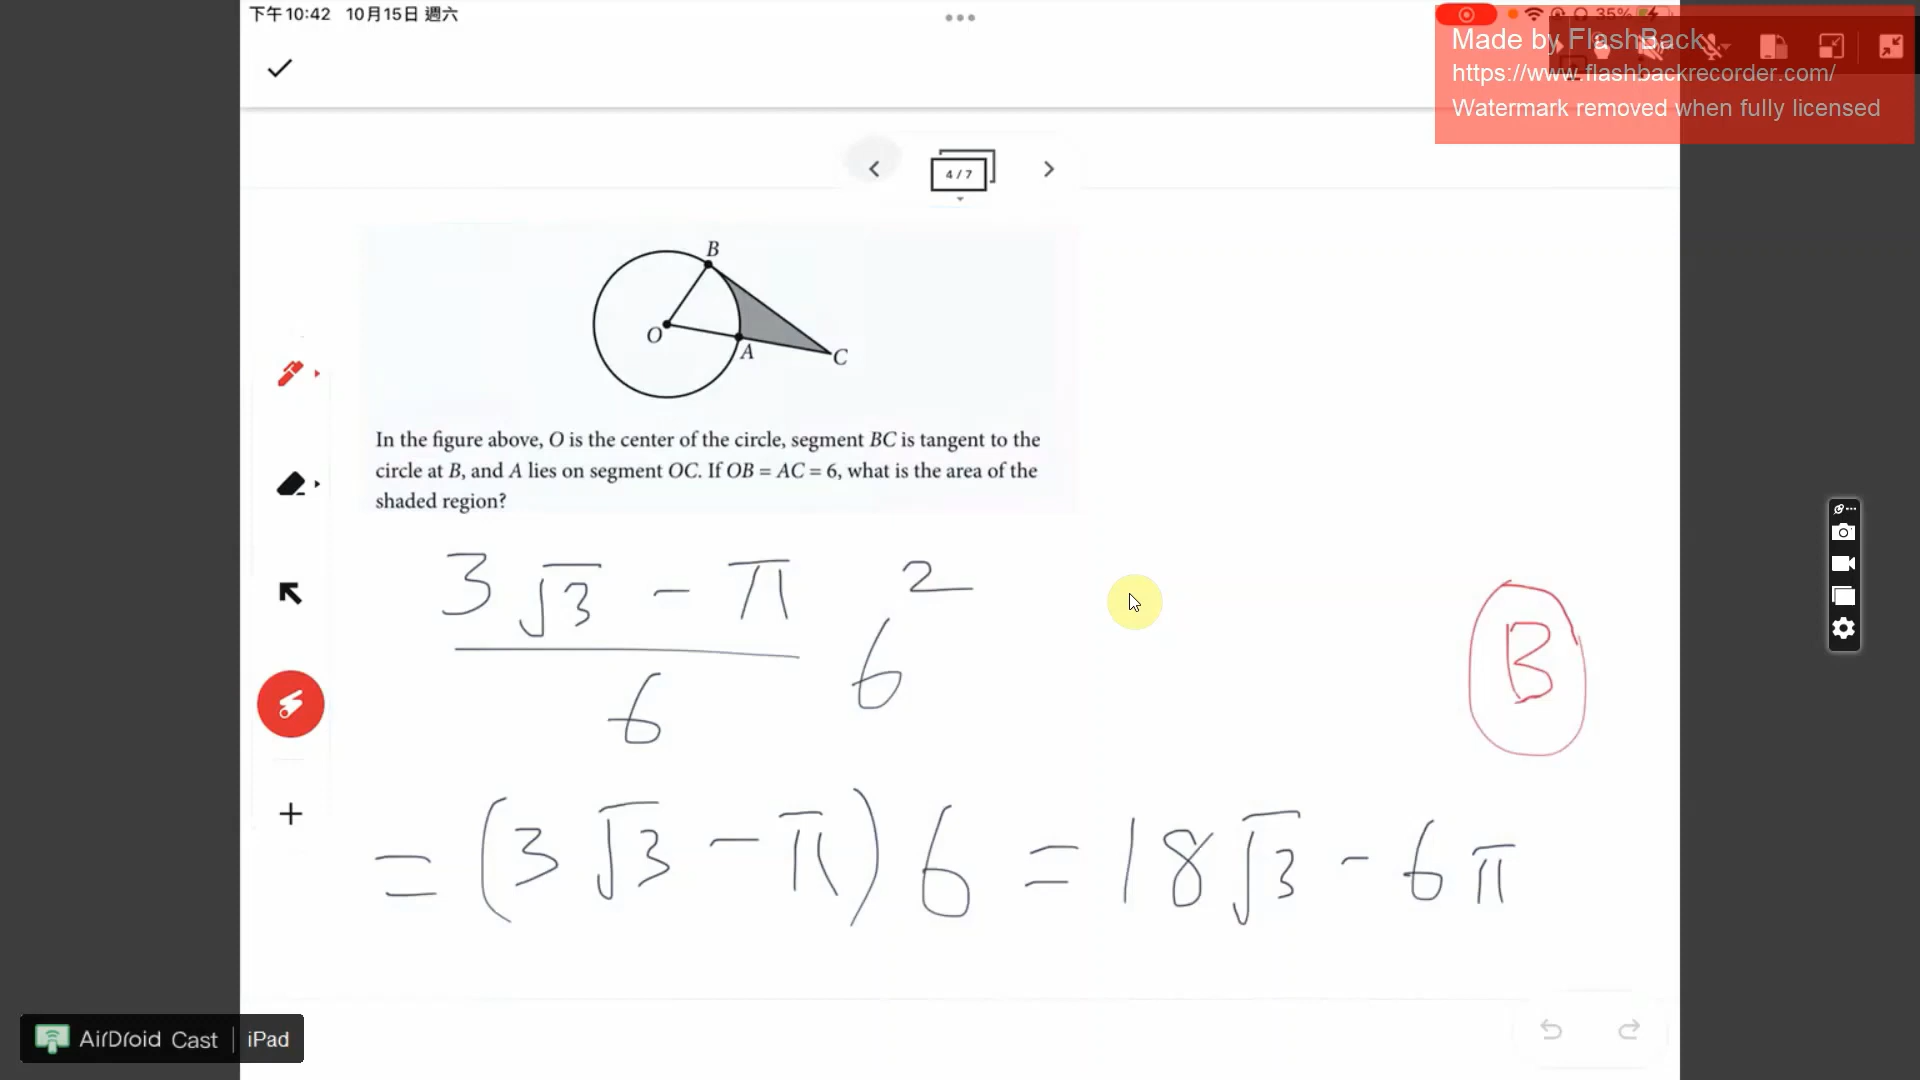 下午10:42 10月15日 週六
35%
Made by FlashBack
https://www.flashbackrecorder.com/
Watermark removed when fully licensed
4 / 7
B
O
A
C
In the figure above, O is the center of the circle, segment BC is tangent to the
circle at B, and A lies on segment OC. If OB = AC = 6, what is the area of the
shaded region?
3√3 - π
6
6²
B
= (3√3 - π) 6 = 18√3 - 6π
AirDroid Cast iPad